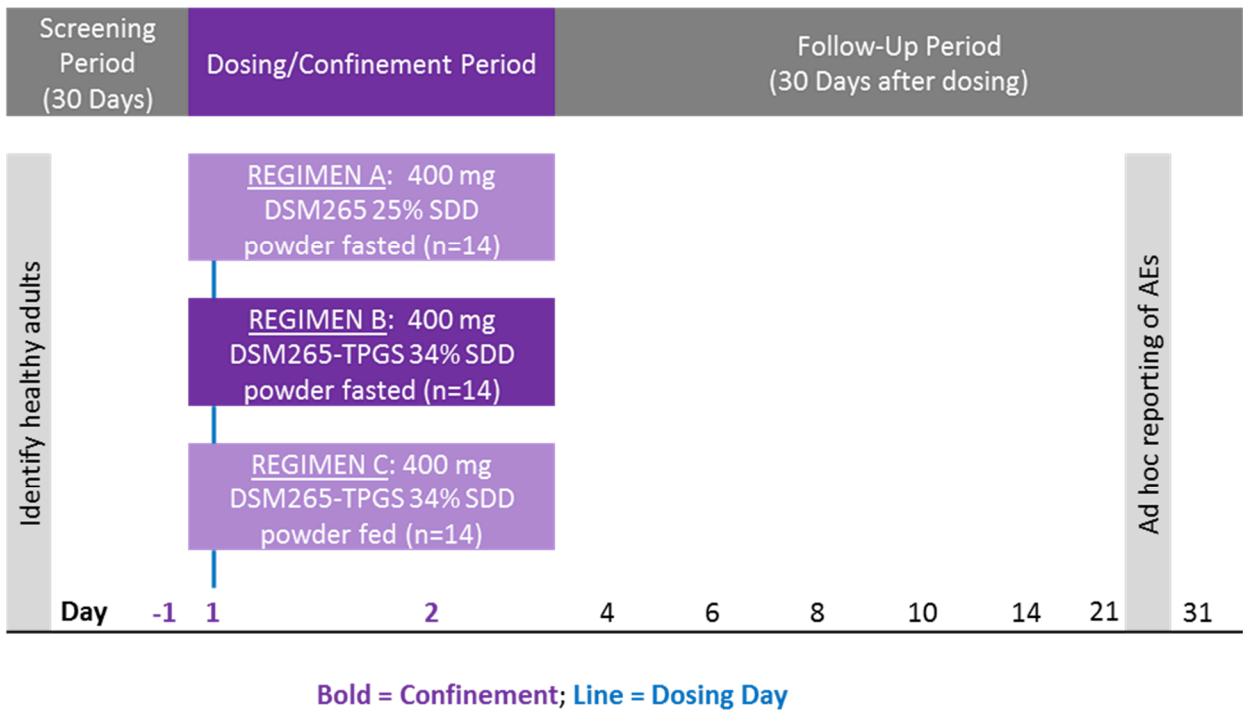 Screening
Period
(30 Days)
Dosing/Confinement Period
Follow-Up Period
(30 Days after dosing)
Identify healthy adults
REGIMEN A: 400 mg
DSM265 25% SDD
powder fasted (n=14)
REGIMEN B: 400 mg
DSM265-TPGS 34% SDD
powder fasted (n=14)
REGIMEN C: 400 mg
DSM265-TPGS 34% SDD
powder fed (n=14)
Ad hoc reporting of AEs
Day -1 1 2 4 6 8 10 14 21 31
Bold = Confinement; Line = Dosing Day